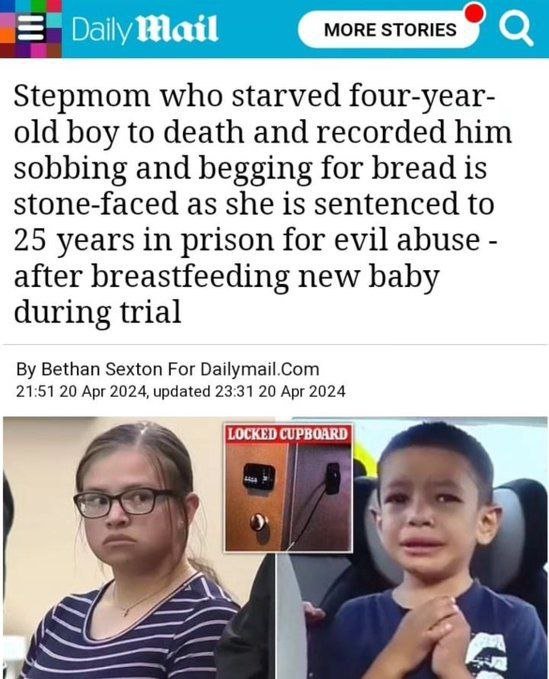 Daily Mail
MORE STORIES
Stepmom who starved four-year-
old boy to death and recorded him
sobbing and begging for bread is
stone-faced as she is sentenced to
25 years in prison for evil abuse -
after breastfeeding new baby
during trial
By Bethan Sexton For Dailymail.Com
21:51 20 Apr 2024, updated 23:31 20 Apr 2024
LOCKED CUPBOARD